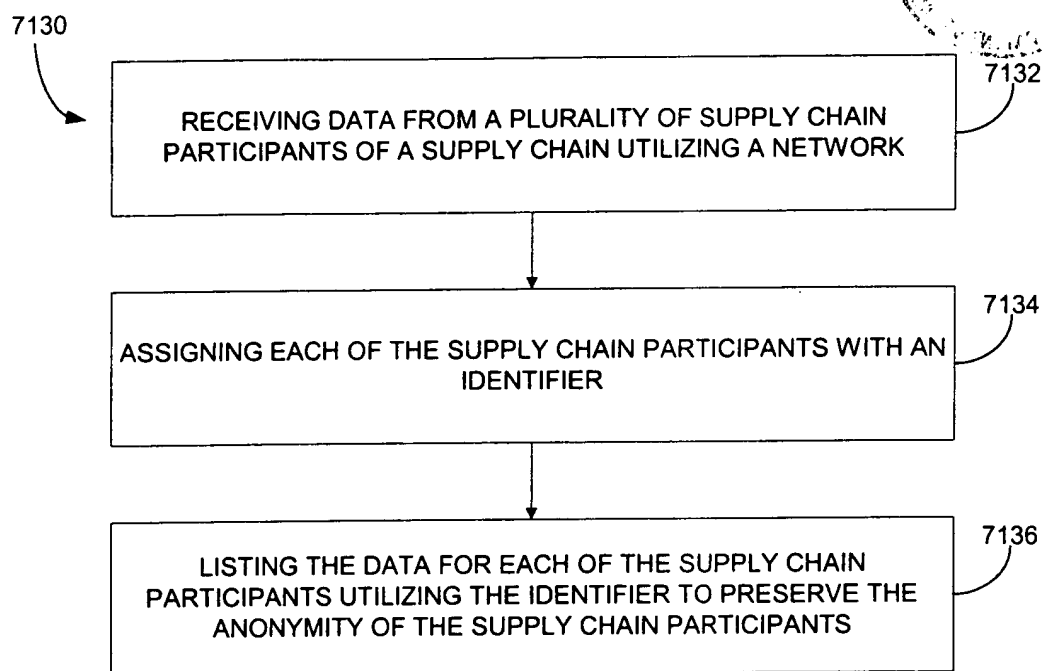 7130
7132
RECEIVING DATA FROM A PLURALITY OF SUPPLY CHAIN
PARTICIPANTS OF A SUPPLY CHAIN UTILIZING A NETWORK
7134
ASSIGNING EACH OF THE SUPPLY CHAIN PARTICIPANTS WITH AN
IDENTIFIER
7136
LISTING THE DATA FOR EACH OF THE SUPPLY CHAIN
PARTICIPANTS UTILIZING THE IDENTIFIER TO PRESERVE THE
ANONYMITY OF THE SUPPLY CHAIN PARTICIPANTS